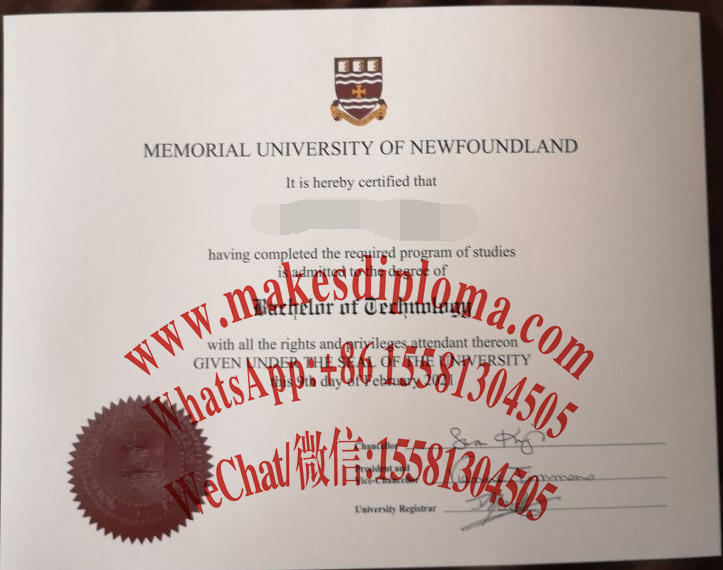 MEMORIAL UNIVERSITY OF NEWFOUNDLAND
It is hereby certified that
having completed the required program of studies
is admitted to the degree of
Bachelor of Technology
www.makesdiploma.com
with all the rights and privileges attendant thereon
GIVEN UNDER THE SEAL OF THE UNIVERSITY
this 9th day of February 2021
WhatsApp:+86 15581304505
WeChat/微信:15581304505
Chancellor
President and
Vice-Chancellor
University Registrar